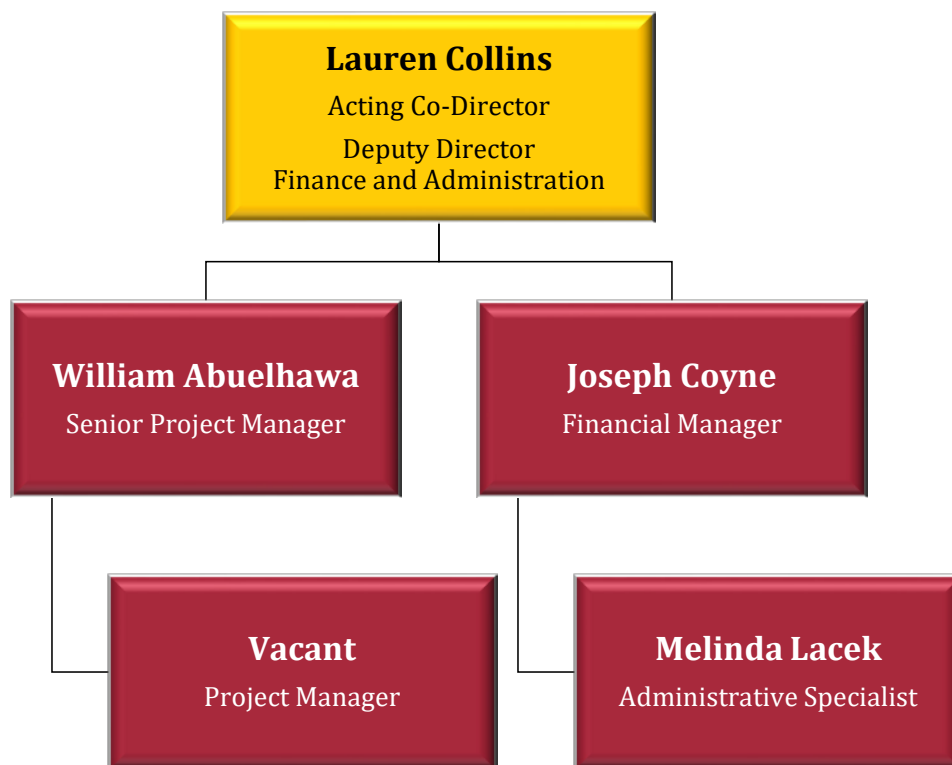 Lauren Collins
Acting Co-Director
Deputy Director
Finance and Administration
William Abuelhawa
Senior Project Manager
Joseph Coyne
Financial Manager
Vacant
Project Manager
Melinda Lacek
Administrative Specialist